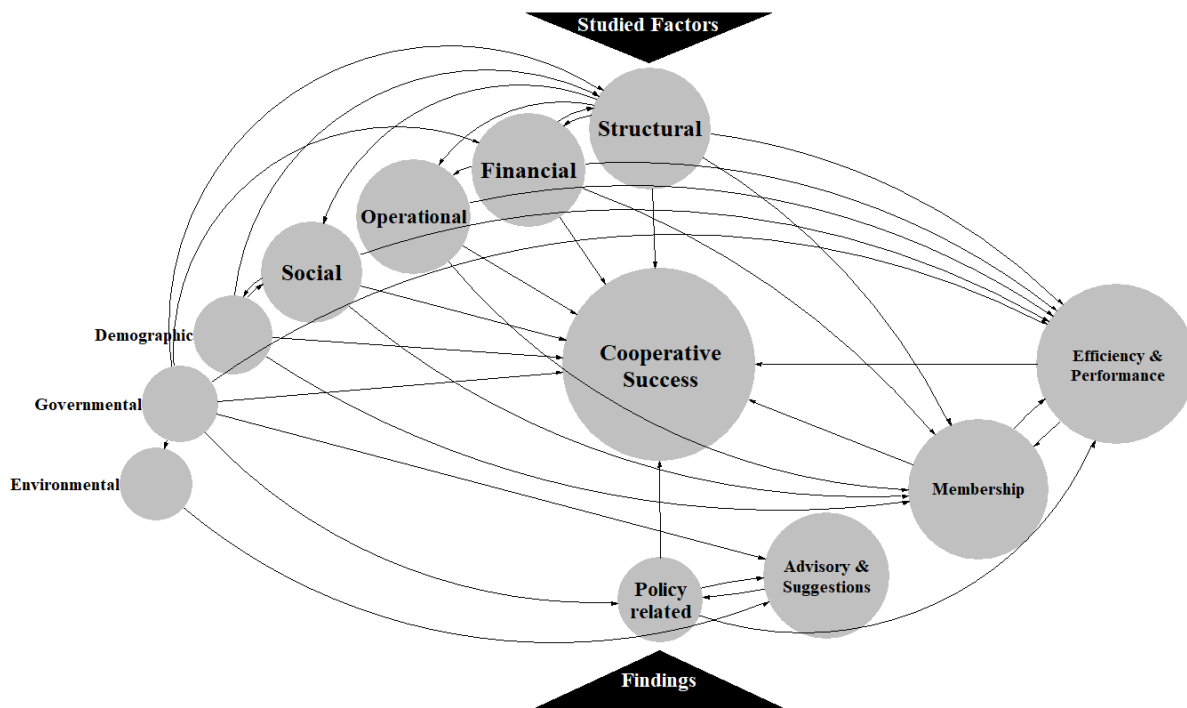 Studied Factors
Structural
Financial
Operational
Social
Demographic
Governmental
Environmental
Cooperative
Success
Efficiency &
Performance
Membership
Advisory &
Suggestions
Policy
related
Findings